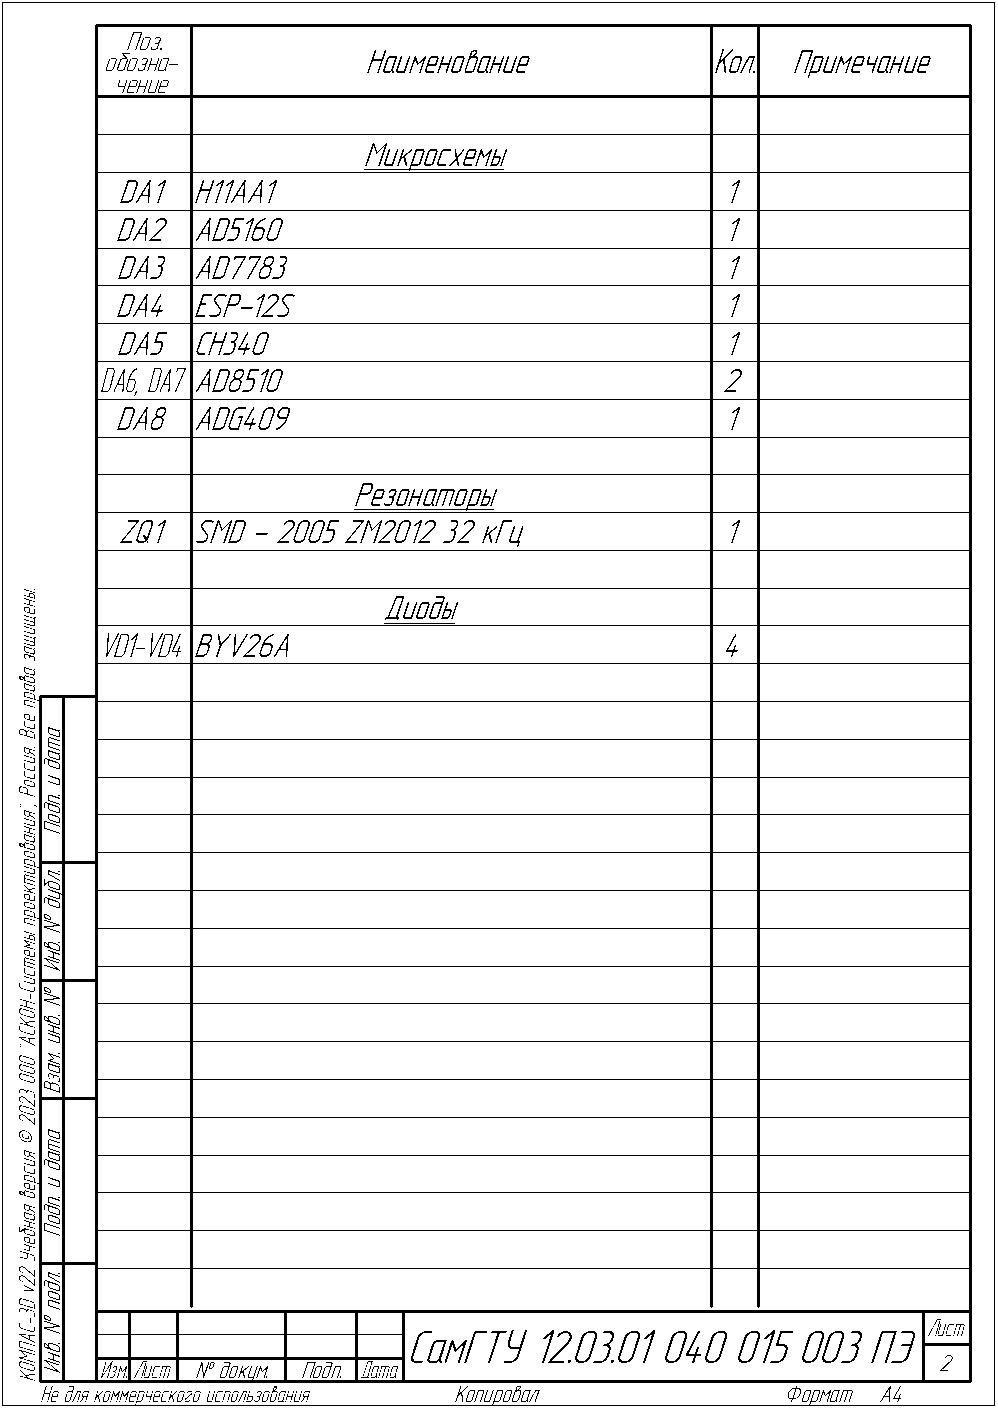 Поз. обозна- чение Наименование Кол. Примечание
Микросхемы
DA1 H11AA1 1
DA2 AD5160 1
DA3 AD7783 1
DA4 ESP-12S 1
DA5 CH340 1
DA6, DA7 AD8510 2
DA8 ADG409 1
Резонаторы
ZQ1 SMD - 2005 ZM2012 32 кГц 1
Диоды
VD1-VD4 BYV26A 4
КОМПАС-3D v22 Учебная версия © 2023 ООО "АСКОН-Системы проектирования", Россия. Все права защищены.
Подп. и дата
Инв. № дубл.
Взам. инв. №
Подп. и дата
Инв. № подл.
Изм. Лист № докум. Подп. Дата
СамГТУ 12.03.01 040 015 003 ПЭ
Лист
2
Не для коммерческого использования Копировал Формат А4